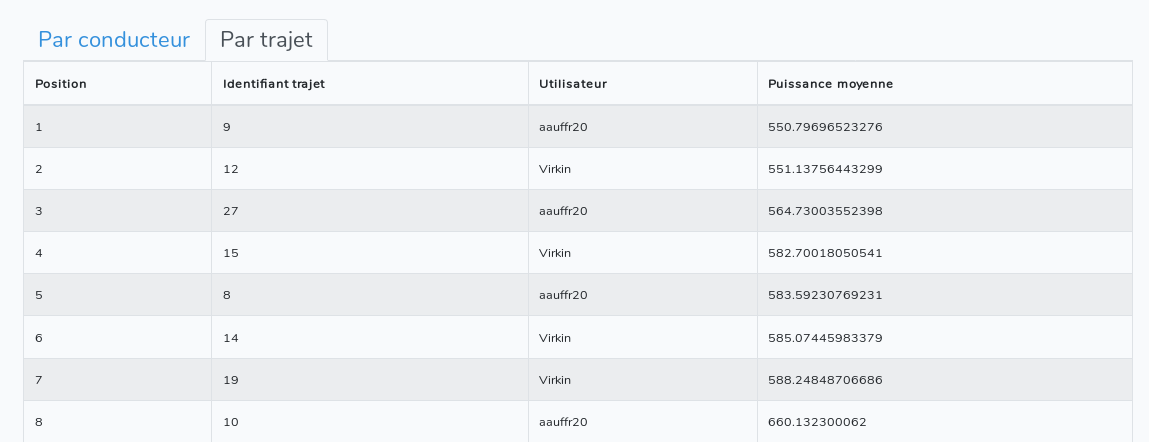 Par conducteur Par trajet
Position Identifiant trajet Utilisateur Puissance moyenne
1 9 aauffr20 550.79696523276
2 12 Virkin 551.13756443299
3 27 aauffr20 564.73003552398
4 15 Virkin 582.70018050541
5 8 aauffr20 583.59230769231
6 14 Virkin 585.07445983379
7 19 Virkin 588.24848706686
8 10 aauffr20 660.132300062